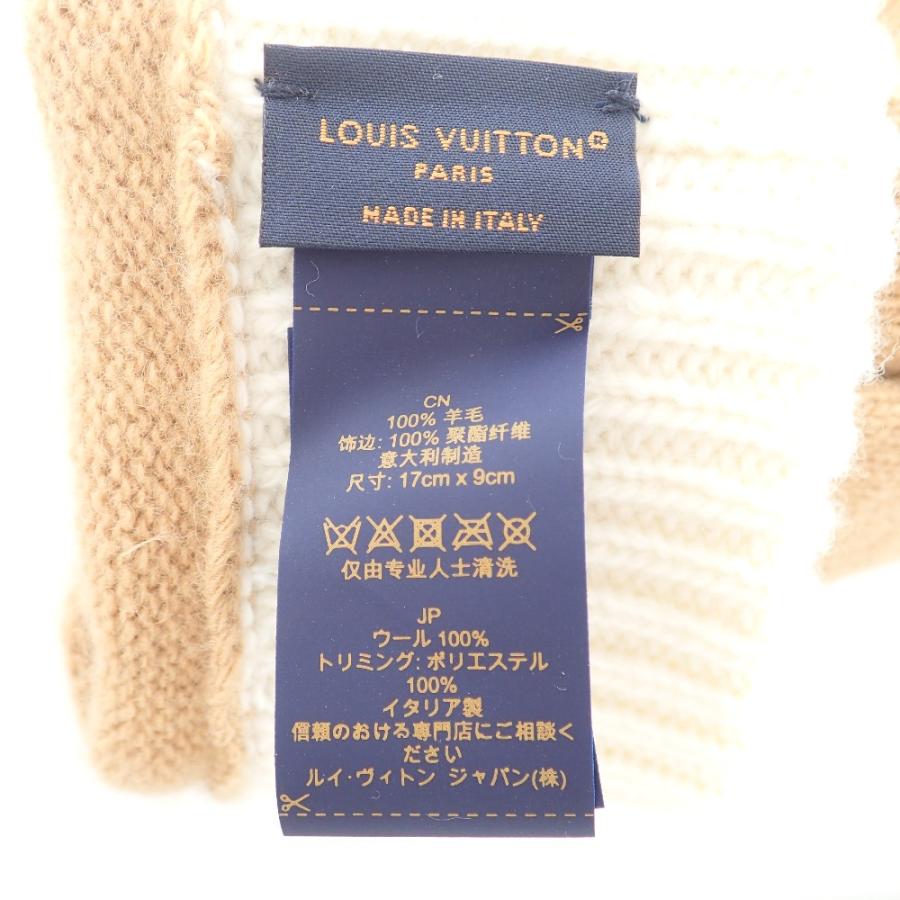 LOUIS VUITTON®
PARIS
MADE IN ITALY
CN
100% 羊毛
饰边: 100% 聚酯纤维
意大利制造
尺寸: 17cm x 9cm
仅由专业人士清洗
JP
ウール 100%
トリミング: ポリエステル
100%
イタリア製
信頼のおける専門店にご相談く
ださい
ルイ·ヴィトン ジャパン(株)